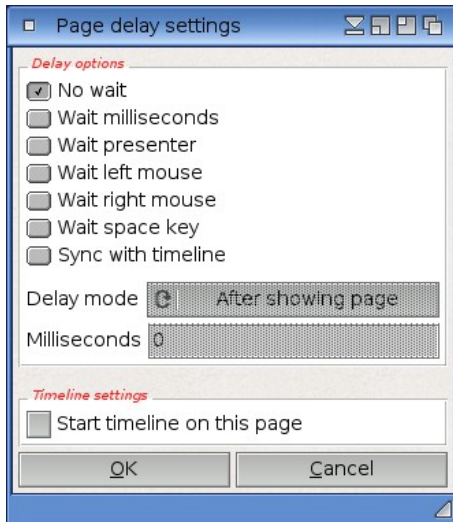 Page delay settings
Delay options
No wait
Wait milliseconds
Wait presenter
Wait left mouse
Wait right mouse
Wait space key
Sync with timeline
Delay mode After showing page
Milliseconds 0
Timeline settings
Start timeline on this page
OK Cancel